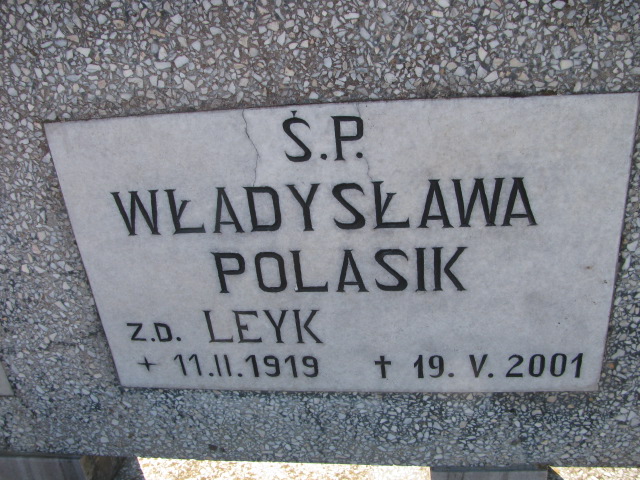 Ś.P.
WŁADYSŁAWA
POLASIK
Z.D. LEYK
+ 11.II.1919 † 19.V.2001